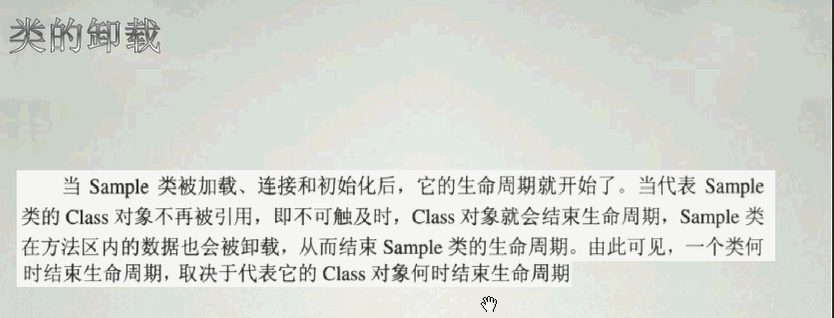 类的卸载
当 Sample 类被加载、连接和初始化后，它的生命周期就开始了。当代表 Sample
类的 Class 对象不再被引用，即不可触及时，Class 对象就会结束生命周期，Sample 类
在方法区内的数据也会被卸载，从而结束 Sample 类的生命周期。由此可见，一个类何
时结束生命周期，取决于代表它的 Class 对象何时结束生命周期